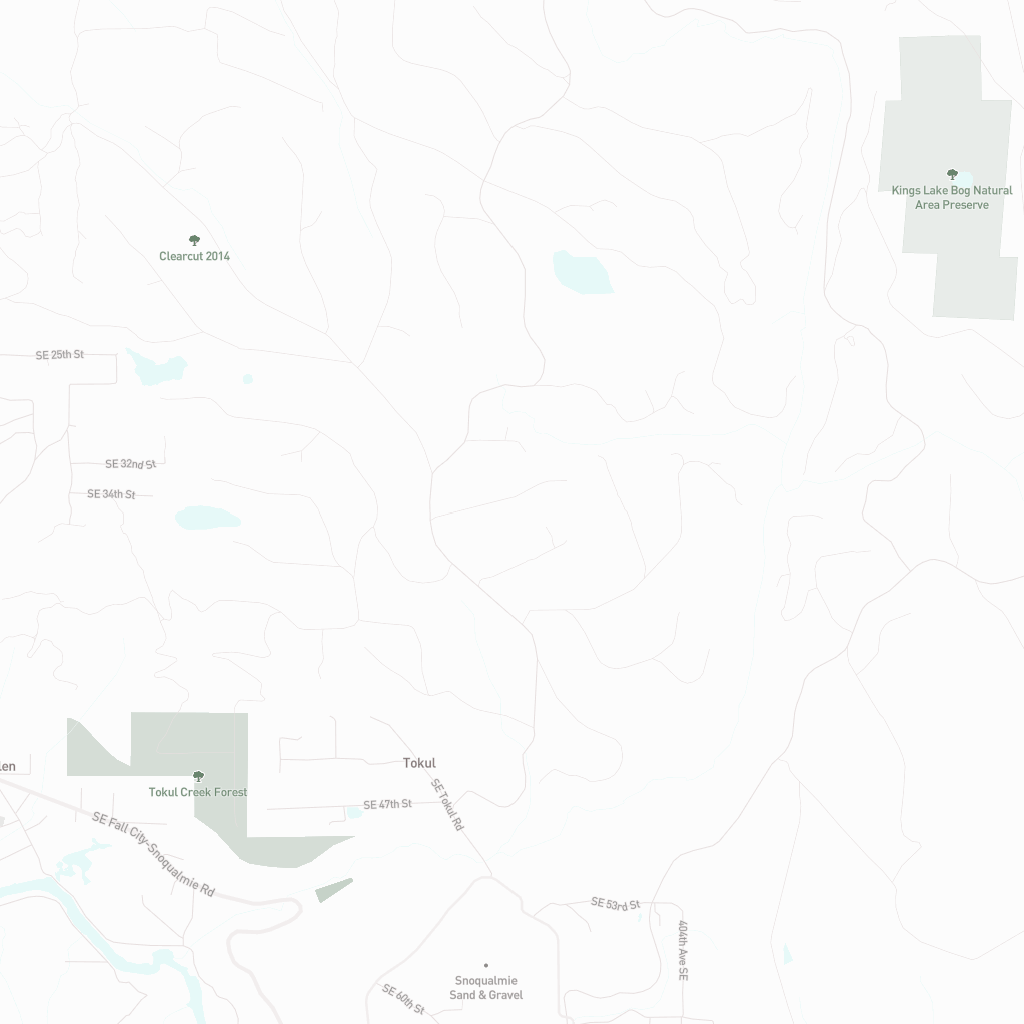 Kings Lake Bog Natural
Area Preserve
Clearcut 2014
SE 25th St
SE 32nd St
SE 34th St
Tokul
len
Tokul Creek Forest
SE 47th St
SE Tokul Rd
SE Fall City-Snoqualmie Rd
SE 53rd St
404th Ave SE
Snoqualmie
Sand & Gravel
SE 60th St